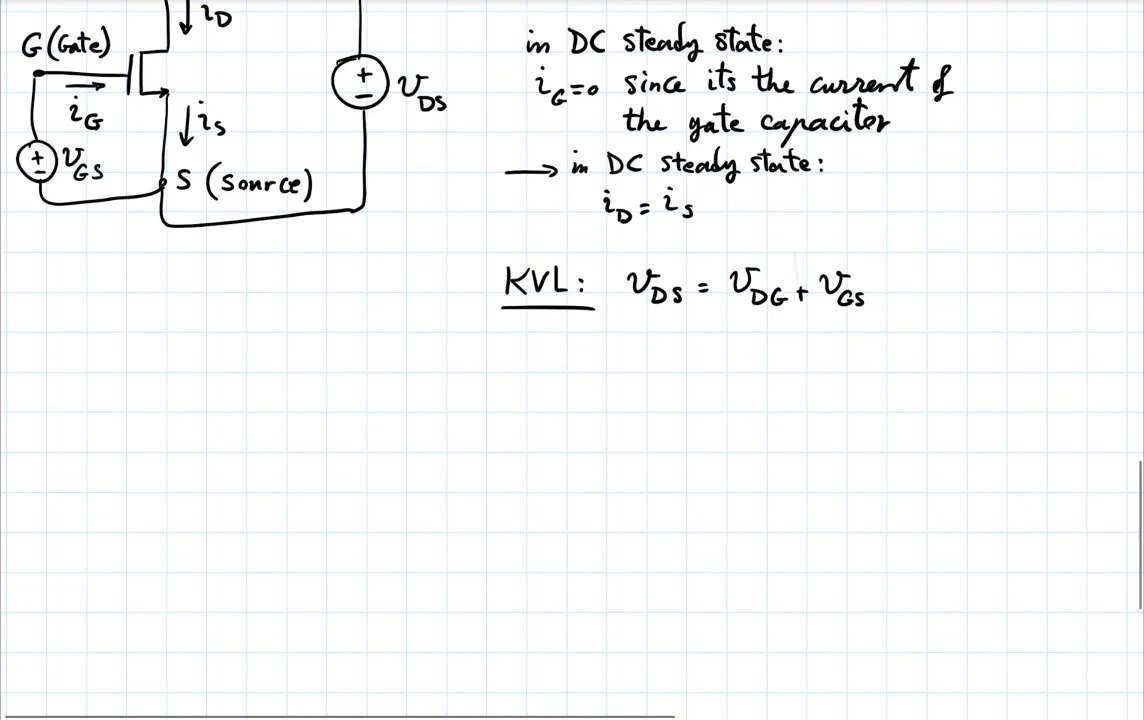 i_D
G (Gate)
i_G
i_S
+
−
v_GS
S (Source)
+
−
v_DS
in DC steady state:
i_G=0 since its the current of
the gate capacitor
→ in DC steady state:
i_D = i_S
KVL: v_DS = v_DG + v_GS